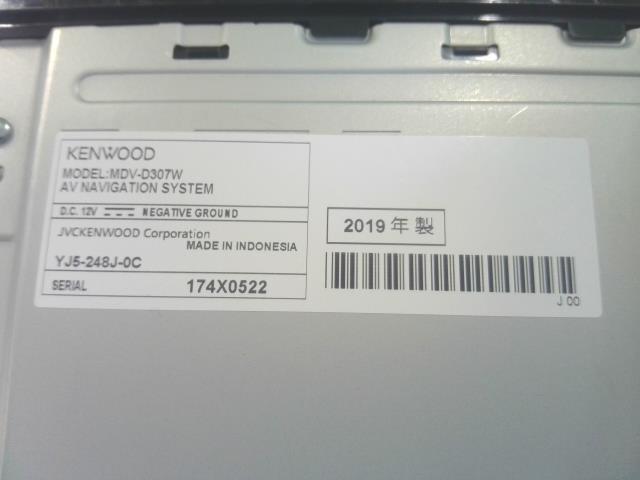 KENWOOD
MODEL:MDV-D307W
AV NAVIGATION SYSTEM
D.C. 12V NEGATIVE GROUND
JVCKENWOOD Corporation
MADE IN INDONESIA
YJ5-248J-0C
SERIAL 174X0522
2019 年 製
J 00